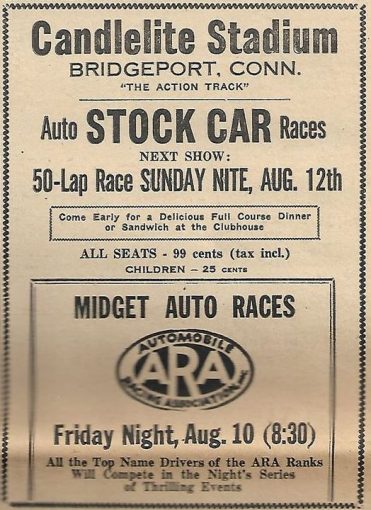 Candlelite Stadium
BRIDGEPORT, CONN.
"THE ACTION TRACK"
Auto STOCK CAR Races
NEXT SHOW:
50-Lap Race SUNDAY NITE, AUG. 12th
Come Early for a Delicious Full Course Dinner
or Sandwich at the Clubhouse
ALL SEATS - 99 cents (tax incl.)
CHILDREN — 25 CENTS
MIDGET AUTO RACES
AUTOMOBILE
ARA
RACING ASSOCIATION, INC.
Friday Night, Aug. 10 (8:30)
All the Top Name Drivers of the ARA Ranks
Will Compete in the Night's Series
of Thrilling Events